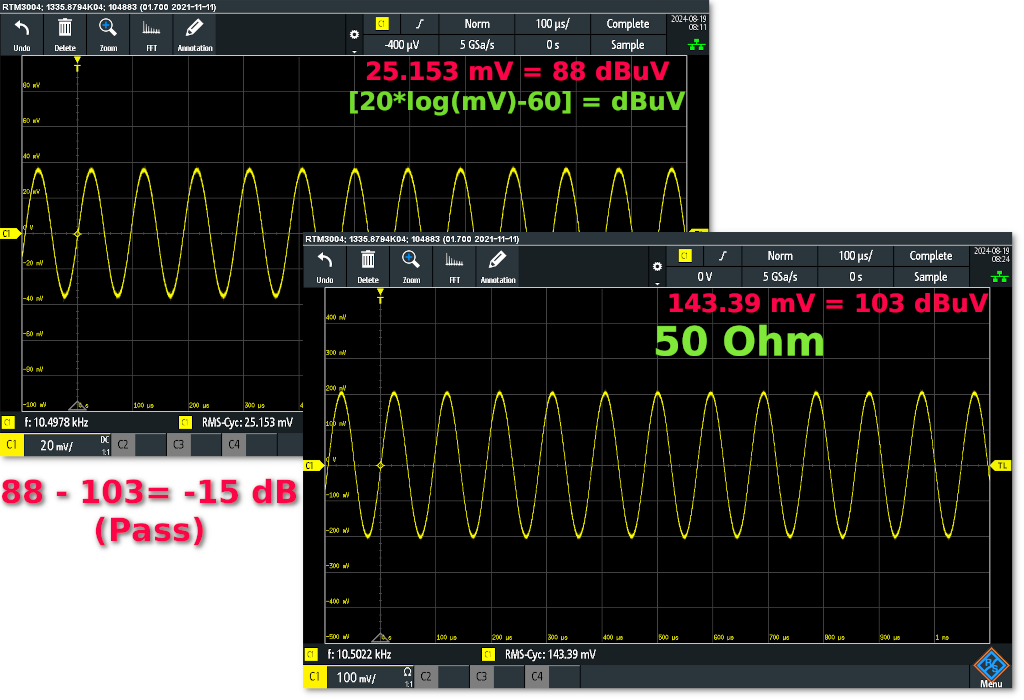 RTM3004; 1335.8794K04; 104883 (01.700 2021-11-11)
Undo Delete Zoom FFT Annotation
C1 Norm 100 µs/ Complete
-400 µV 5 GSa/s 0 s Sample
2024-08-19
08:11
T
25.153 mV = 88 dBuV
[20*log(mV)-60] = dBuV
80 mV
60 mV
40 mV
20 mV
0 V
C1
-20 mV
-40 mV
-60 mV
-80 mV
-100 mV
0 s 100 µs 200 µs 300 µs 4
C1 f: 10.4978 kHz C1 RMS-Cyc: 25.153 mV
C1 20 mV/ DC 1:1 C2 C3 C4
88 - 103= -15 dB
(Pass)
RTM3004; 1335.8794K04; 104883 (01.700 2021-11-11)
Undo Delete Zoom FFT Annotation
C1 Norm 100 µs/ Complete
0 V 5 GSa/s 0 s Sample
2024-08-19
08:24
T
143.39 mV = 103 dBuV
50 Ohm
400 mV
300 mV
200 mV
100 mV
0 V
C1
TL
-100 mV
-200 mV
-300 mV
-400 mV
-500 mV
0 s 100 µs 200 µs 300 µs 400 µs 500 µs 600 µs 700 µs 800 µs 900 µs 1 ms
C1 f: 10.5022 kHz C1 RMS-Cyc: 143.39 mV
C1 100 mV/ Ω 1:1 C2 C3 C4
R&S
Menu